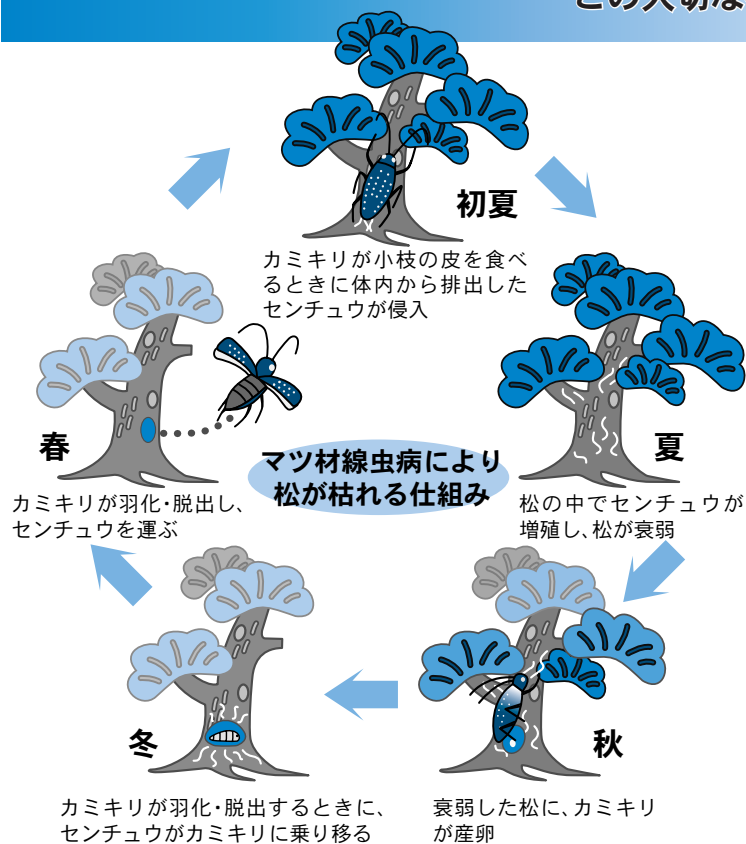 初夏
カミキリが小枝の皮を食べ
るときに体内から排出した
センチュウが侵入
夏
松の中でセンチュウが
増殖し、松が衰弱
秋
衰弱した松に、カミキリ
が産卵
冬
カミキリが羽化・脱出するときに、
センチュウがカミキリに乗り移る
春
カミキリが羽化・脱出し、
センチュウを運ぶ
マツ材線虫病により
松が枯れる仕組み